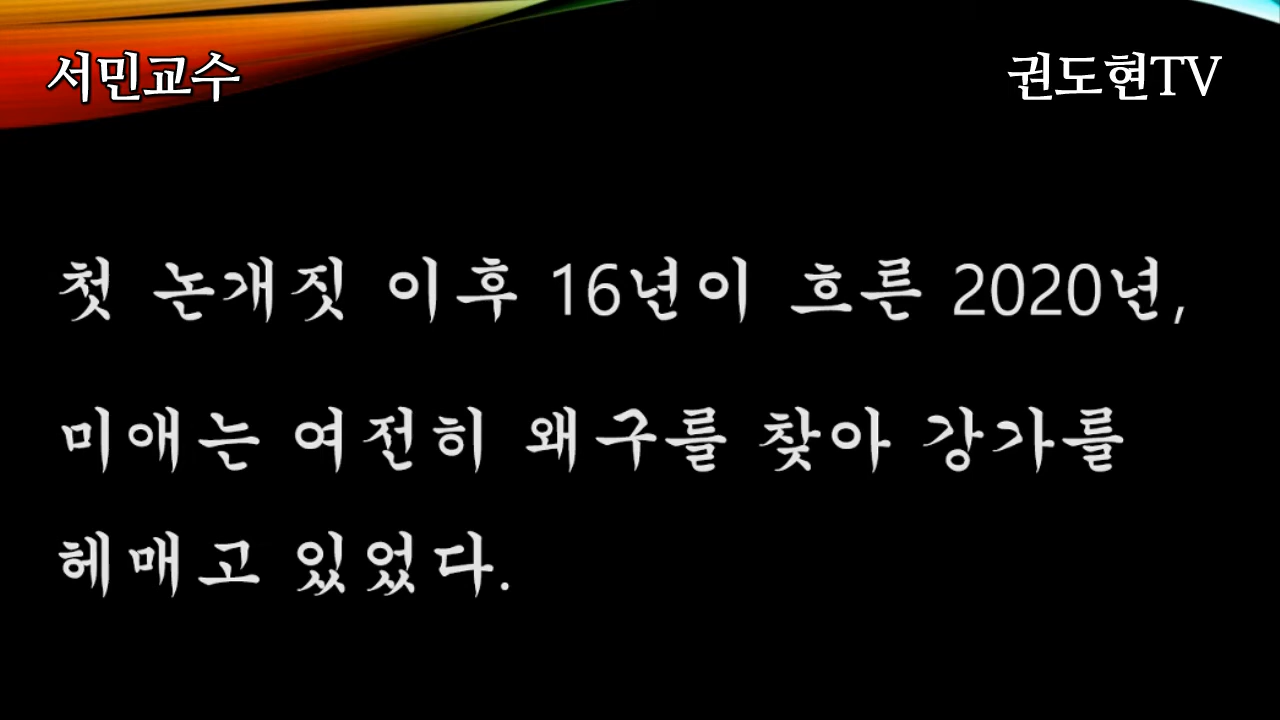 서민교수
권도현TV
첫 논개짓 이후 16년이 흐른 2020년,
미애는 여전히 왜구를 찾아 강가를
헤매고 있었다.